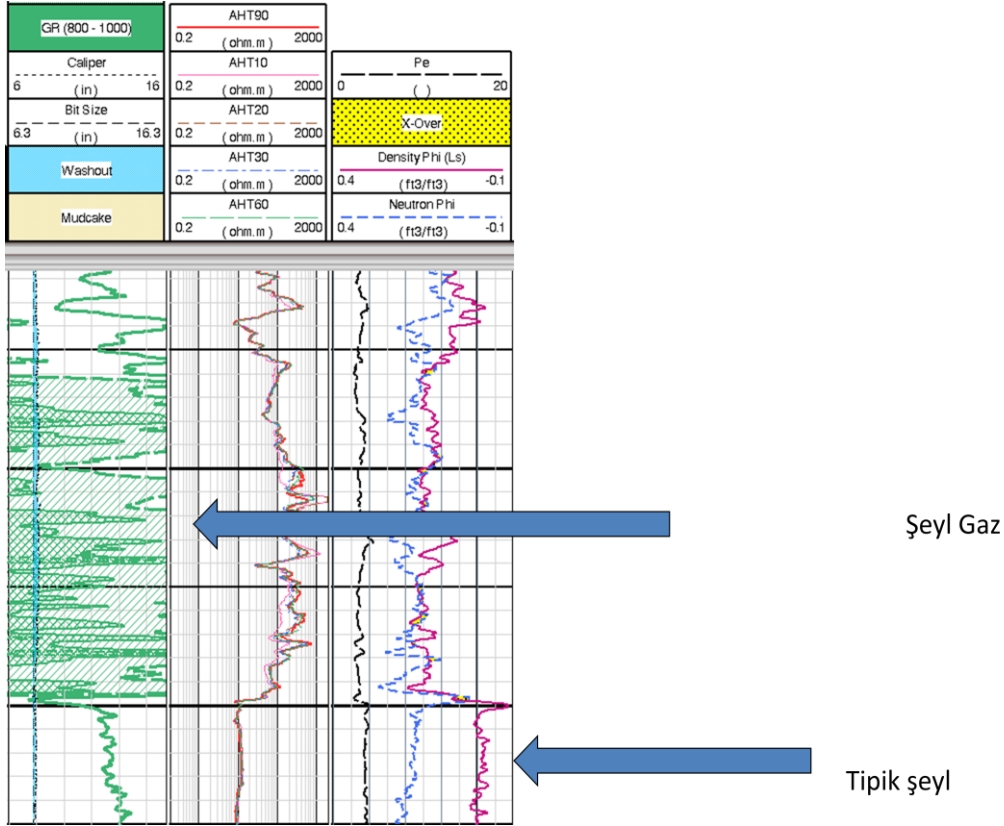 GR (800 - 1000)
Caliper
6 (in) 16
Bit Size
6.3 (in) 16.3
Washout
Mudcake
AHT90
0.2 (ohm.m) 2000
AHT10
0.2 (ohm.m) 2000
AHT20
0.2 (ohm.m) 2000
AHT30
0.2 (ohm.m) 2000
AHT60
0.2 (ohm.m) 2000
Pe
0 ( ) 20
X-Over
Density Phi (Ls)
0.4 (ft3/ft3) -0.1
Neutron Phi
0.4 (ft3/ft3) -0.1
Şeyl Gaz
Tipik şeyl